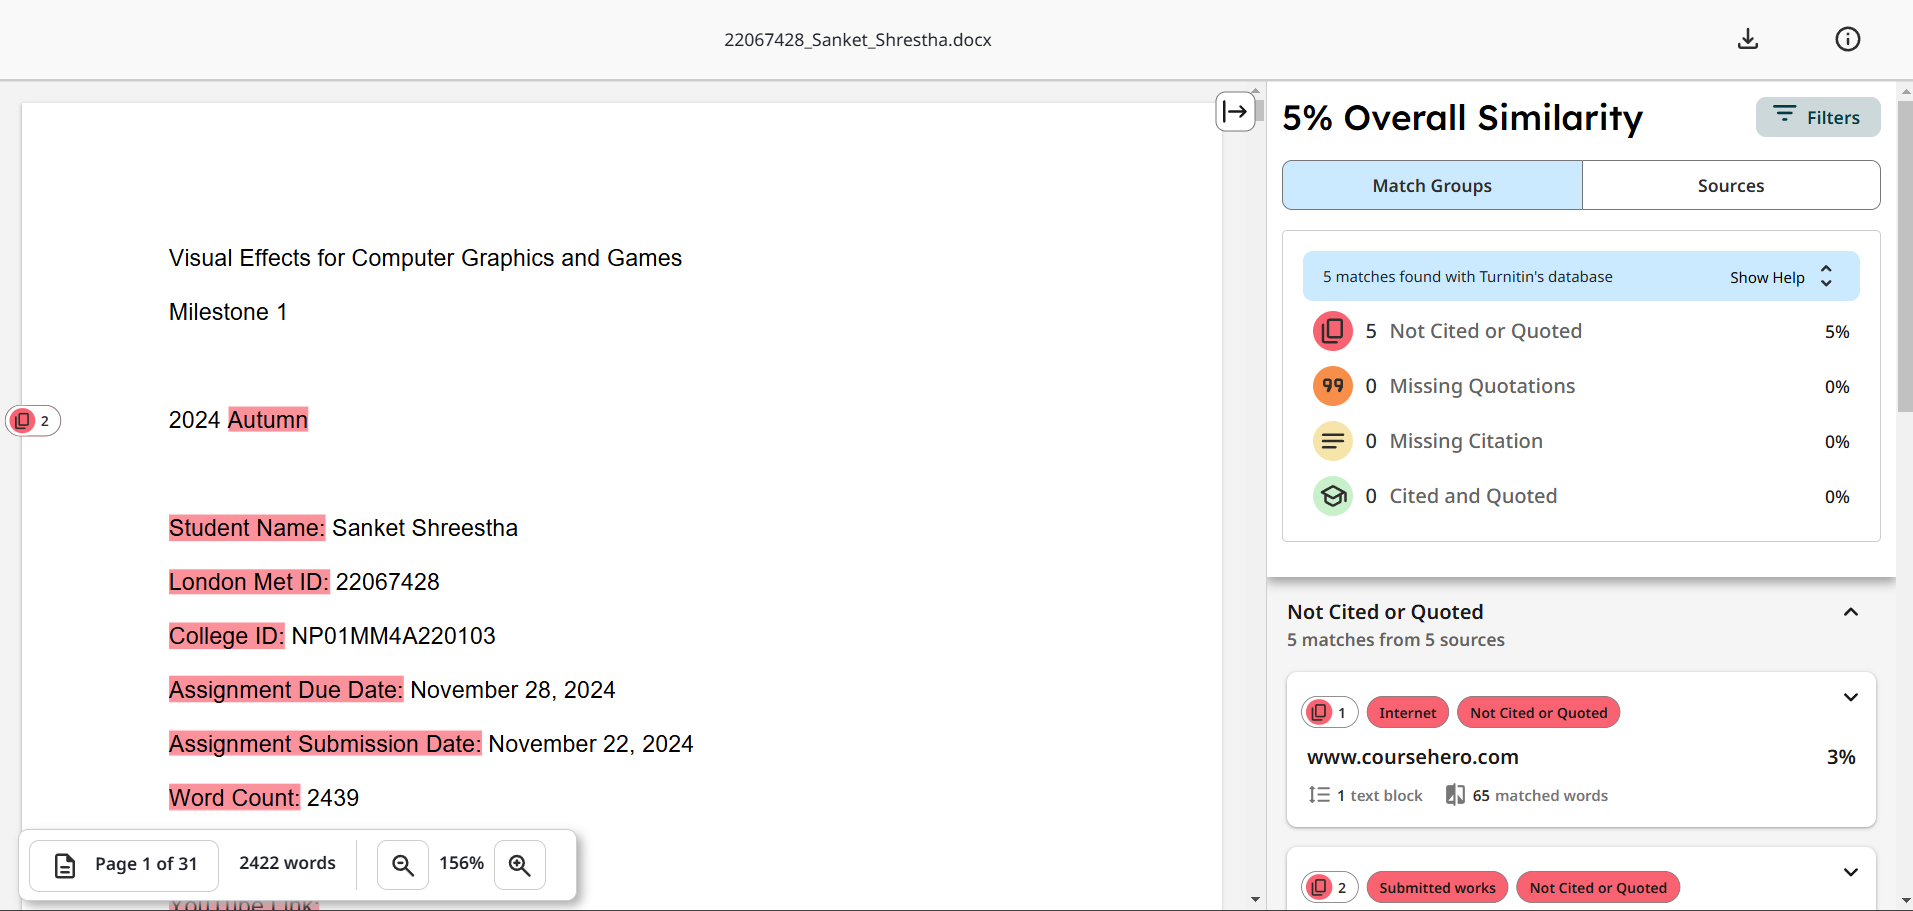 22067428_Sanket_Shrestha.docx
Visual Effects for Computer Graphics and Games
Milestone 1
2
2024 Autumn
Student Name: Sanket Shreestha
London Met ID: 22067428
College ID: NP01MM4A220103
Assignment Due Date: November 28, 2024
Assignment Submission Date: November 22, 2024
Word Count: 2439
YouTube Link:
Page 1 of 31
2422 words
156%
5% Overall Similarity
Filters
Match Groups
Sources
5 matches found with Turnitin's database
Show Help
5 Not Cited or Quoted 5%
0 Missing Quotations 0%
0 Missing Citation 0%
0 Cited and Quoted 0%
Not Cited or Quoted
5 matches from 5 sources
1 Internet Not Cited or Quoted
www.coursehero.com 3%
1 text block 65 matched words
2 Submitted works Not Cited or Quoted